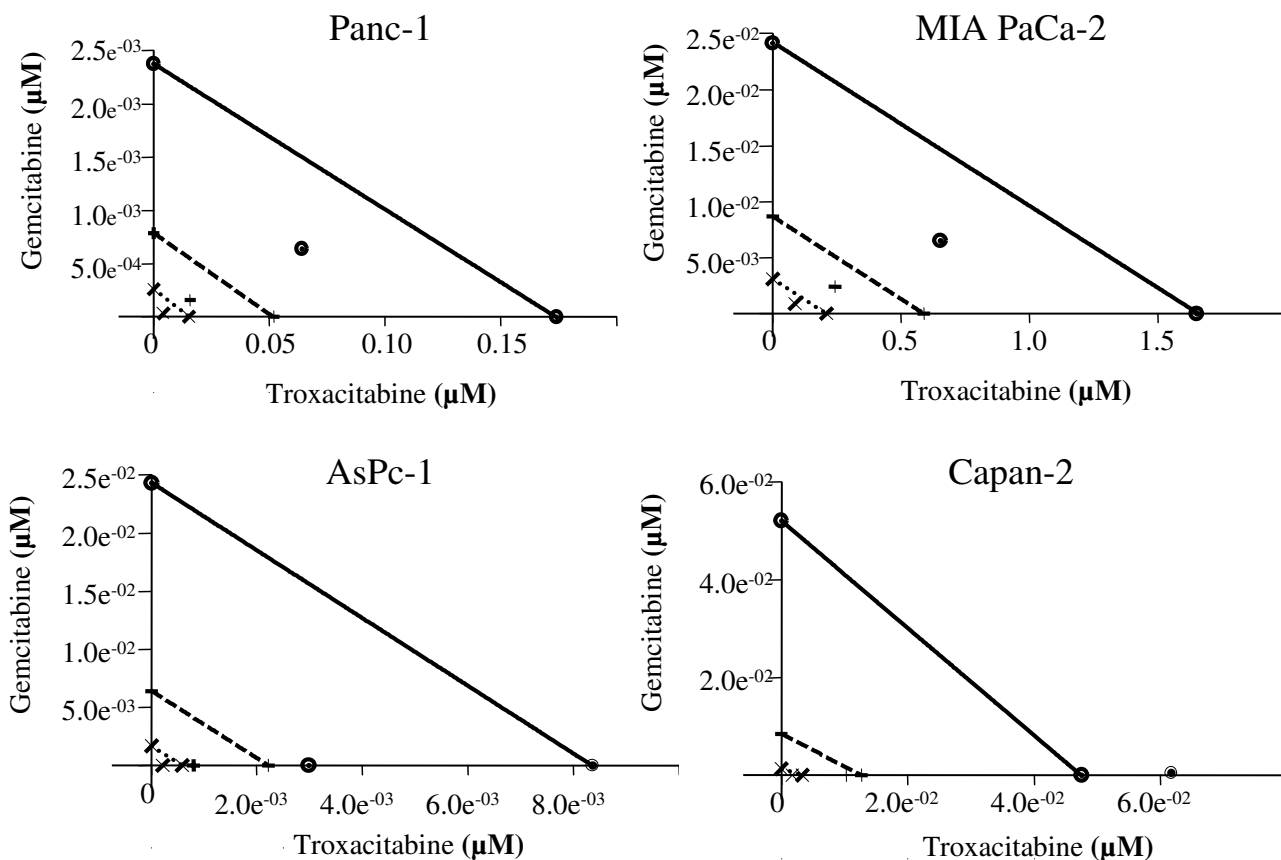 Panc-1
2.5e-03
2.0e-03
1.5e-03
1.0e-03
5.0e-04
Gemcitabine (µM)
0 0.05 0.10 0.15
Troxacitabine (µM)
MIA PaCa-2
2.5e-02
2.0e-02
2.0e-02
1.0e-02
5.0e-03
Gemcitabine (µM)
0 0.5 1.0 1.5
Troxacitabine (µM)
AsPc-1
2.5e-02
2.0e-02
1.5e-02
1.0e-02
5.0e-03
Gemcitabine (µM)
0 2.0e-03 4.0e-03 6.0e-03 8.0e-03
Troxacitabine (µM)
Capan-2
6.0e-02
4.0e-02
2.0e-02
Gemcitabine (µM)
0 2.0e-02 4.0e-02 6.0e-02
Troxacitabine (µM)